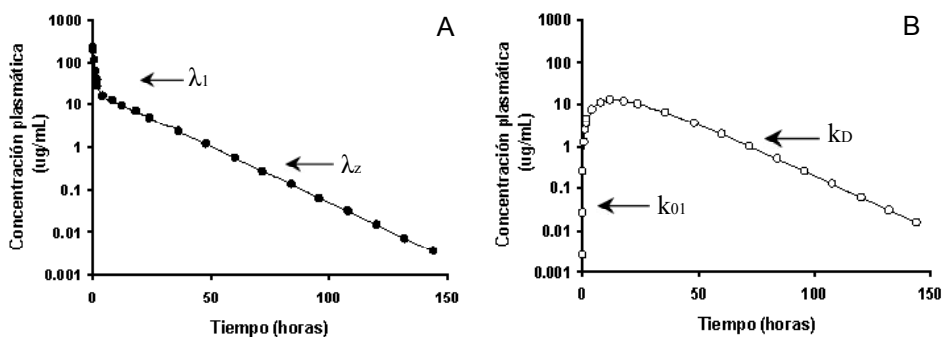 A
Concentración plasmática
(ug/mL)
1000
100
10
1
0.1
0.01
0.001
λ1
λz
0
50
100
150
Tiempo (horas)
B
Concentración plasmática
(ug/mL)
1000
100
10
1
0.1
0.01
0.001
kD
k01
0
50
100
150
Tiempo (horas)